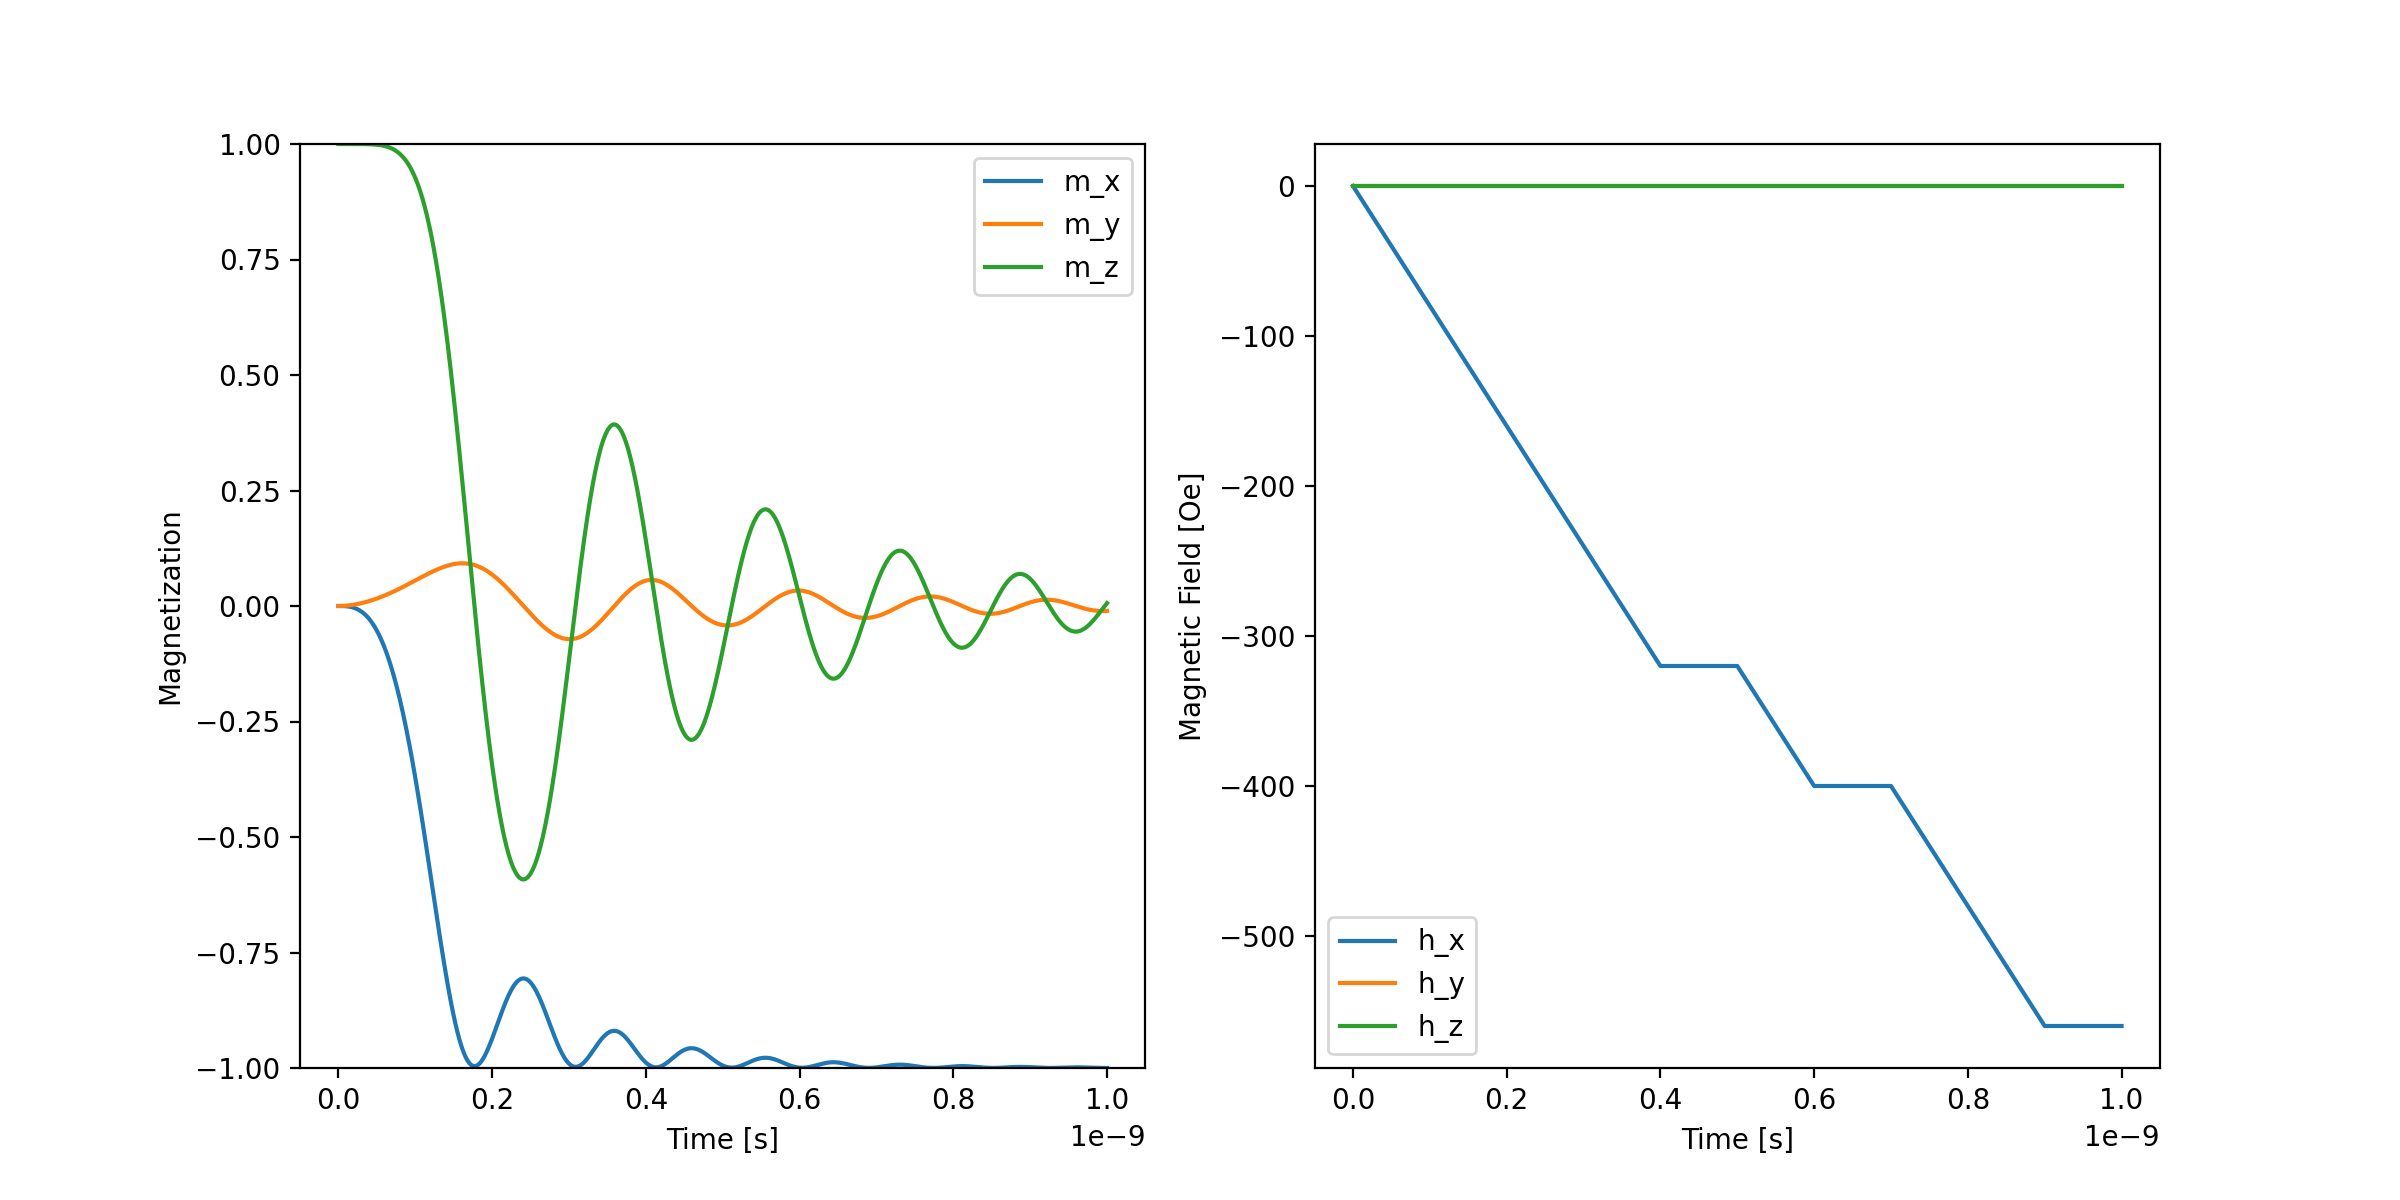 1.00
0.75
0.50
0.25
0.00
−0.25
−0.50
−0.75
−1.00
Magnetization
m_x
m_y
m_z
0.0 0.2 0.4 0.6 0.8 1.0
Time [s]
1e−9
0
−100
−200
−300
−400
−500
Magnetic Field [Oe]
h_x
h_y
h_z
0.0 0.2 0.4 0.6 0.8 1.0
Time [s]
1e−9